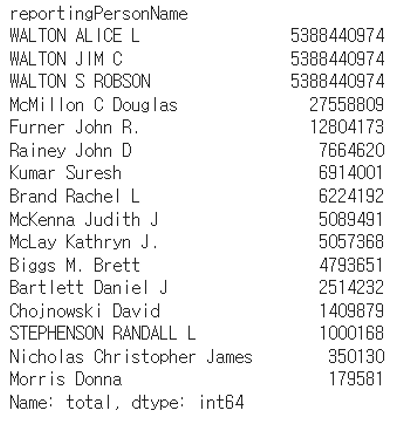 reportingPersonName
WALTON ALICE L 5388440974
WALTON JIM C 5388440974
WALTON S ROBSON 5388440974
McMillon C Douglas 27558809
Furner John R. 12804173
Rainey John D 7664620
Kumar Suresh 6914001
Brand Rachel L 6224192
McKenna Judith J 5089491
McLay Kathryn J. 5057368
Biggs M. Brett 4793651
Bartlett Daniel J 2514232
Chojnowski David 1409879
STEPHENSON RANDALL L 1000168
Nicholas Christopher James 350130
Morris Donna 179581
Name: total, dtype: int64